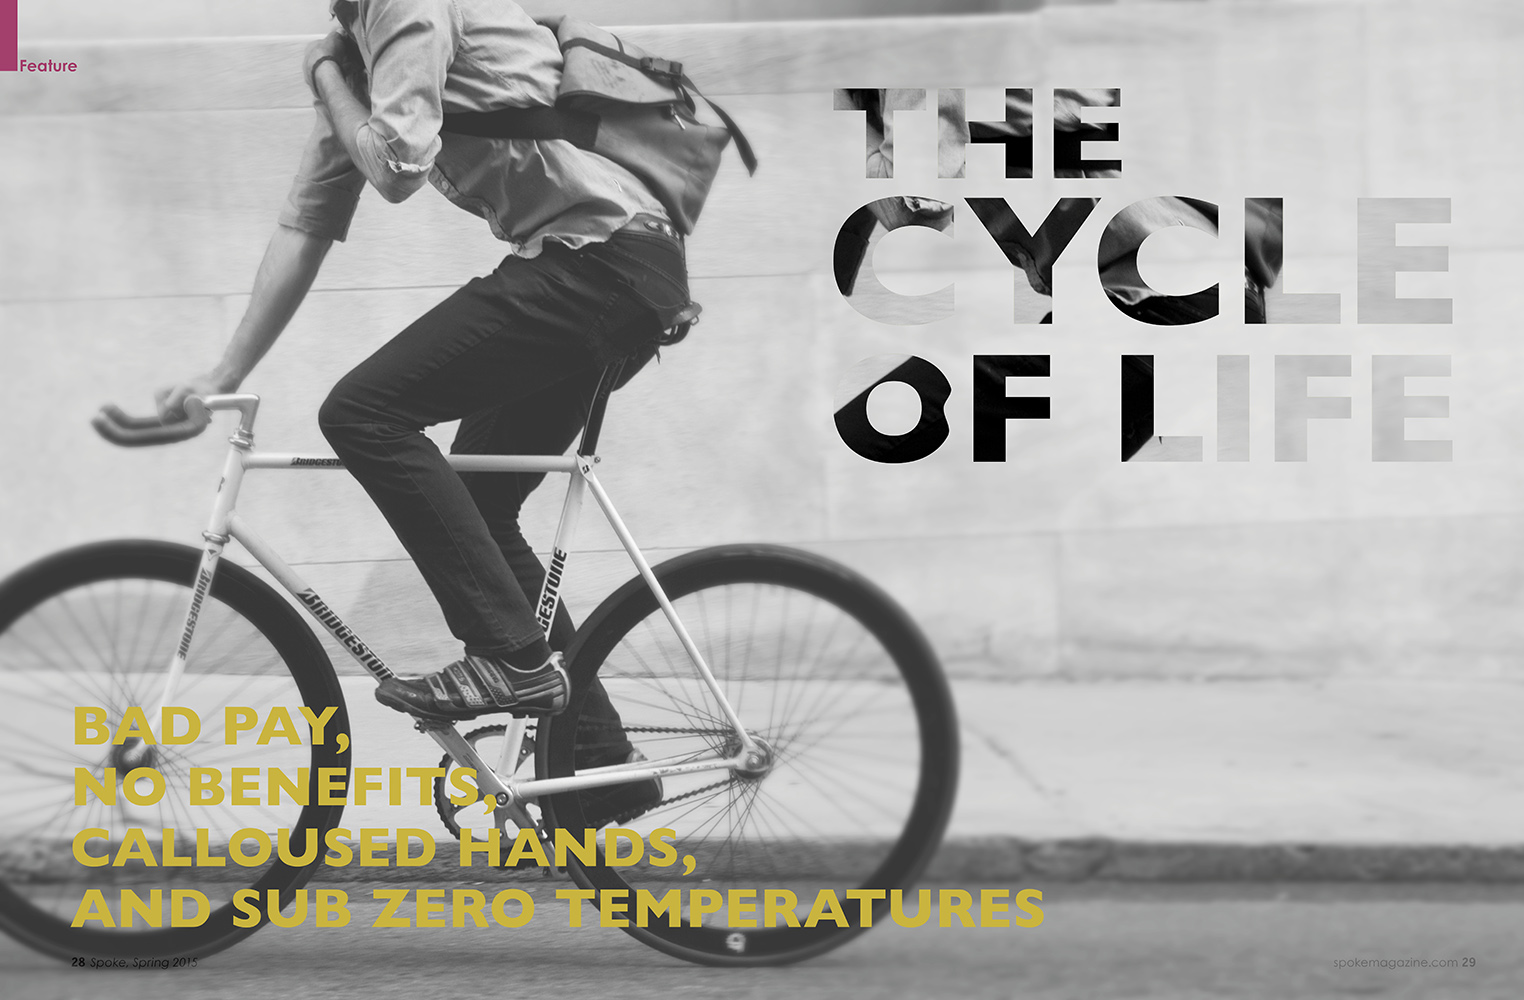 Feature
THE
CYCLE
OF LIFE
BRIDGESTONE
BRIDGESTONE
BRIDGESTONE
GESTONE
BAD PAY,
NO BENEFITS,
CALLOUSED HANDS,
AND SUB ZERO TEMPERATURES
28 Spoke, Spring 2015
spokemagazine.com 29